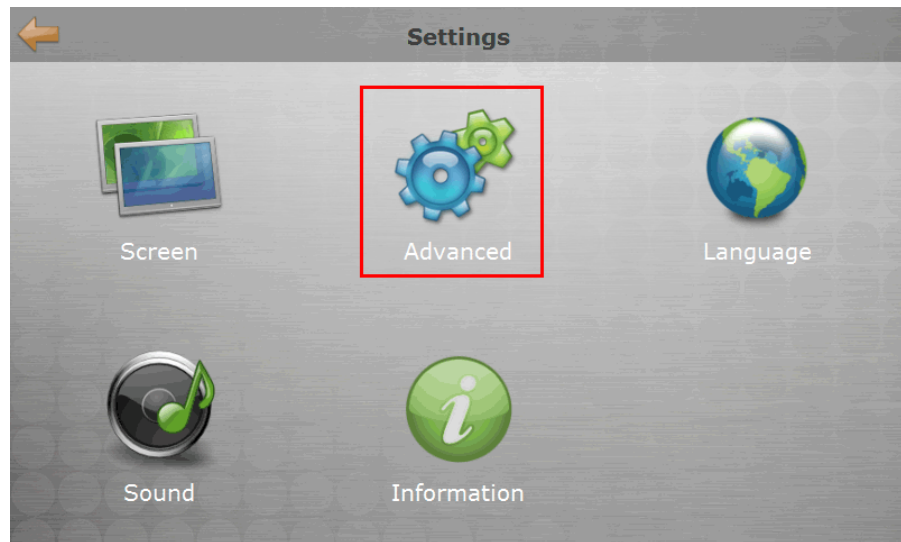 Settings
Screen
Advanced
Language
Sound
Information